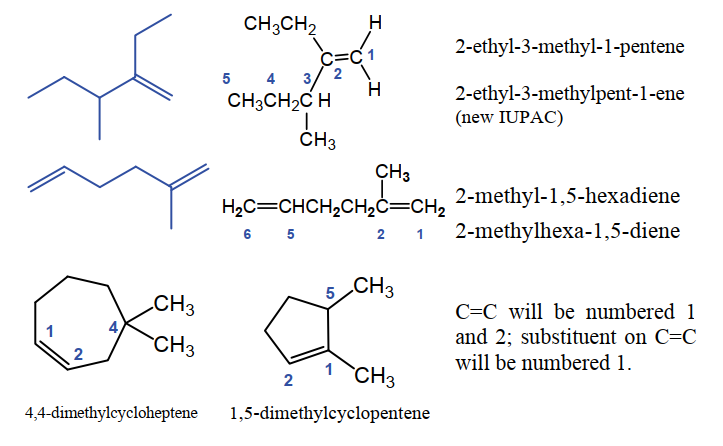 CH3CH2 H
C=C 1
2
H
5 4 3
CH3CH2C H
CH3
2-ethyl-3-methyl-1-pentene
2-ethyl-3-methylpent-1-ene
(new IUPAC)
CH3
H2C=CHCH2CH2C=CH2
6 5 2 1
2-methyl-1,5-hexadiene
2-methylhexa-1,5-diene
CH3
1 4
CH3
2
4,4-dimethylcycloheptene
5 CH3
1
2 CH3
1,5-dimethylcyclopentene
C=C will be numbered 1
and 2; substituent on C=C
will be numbered 1.